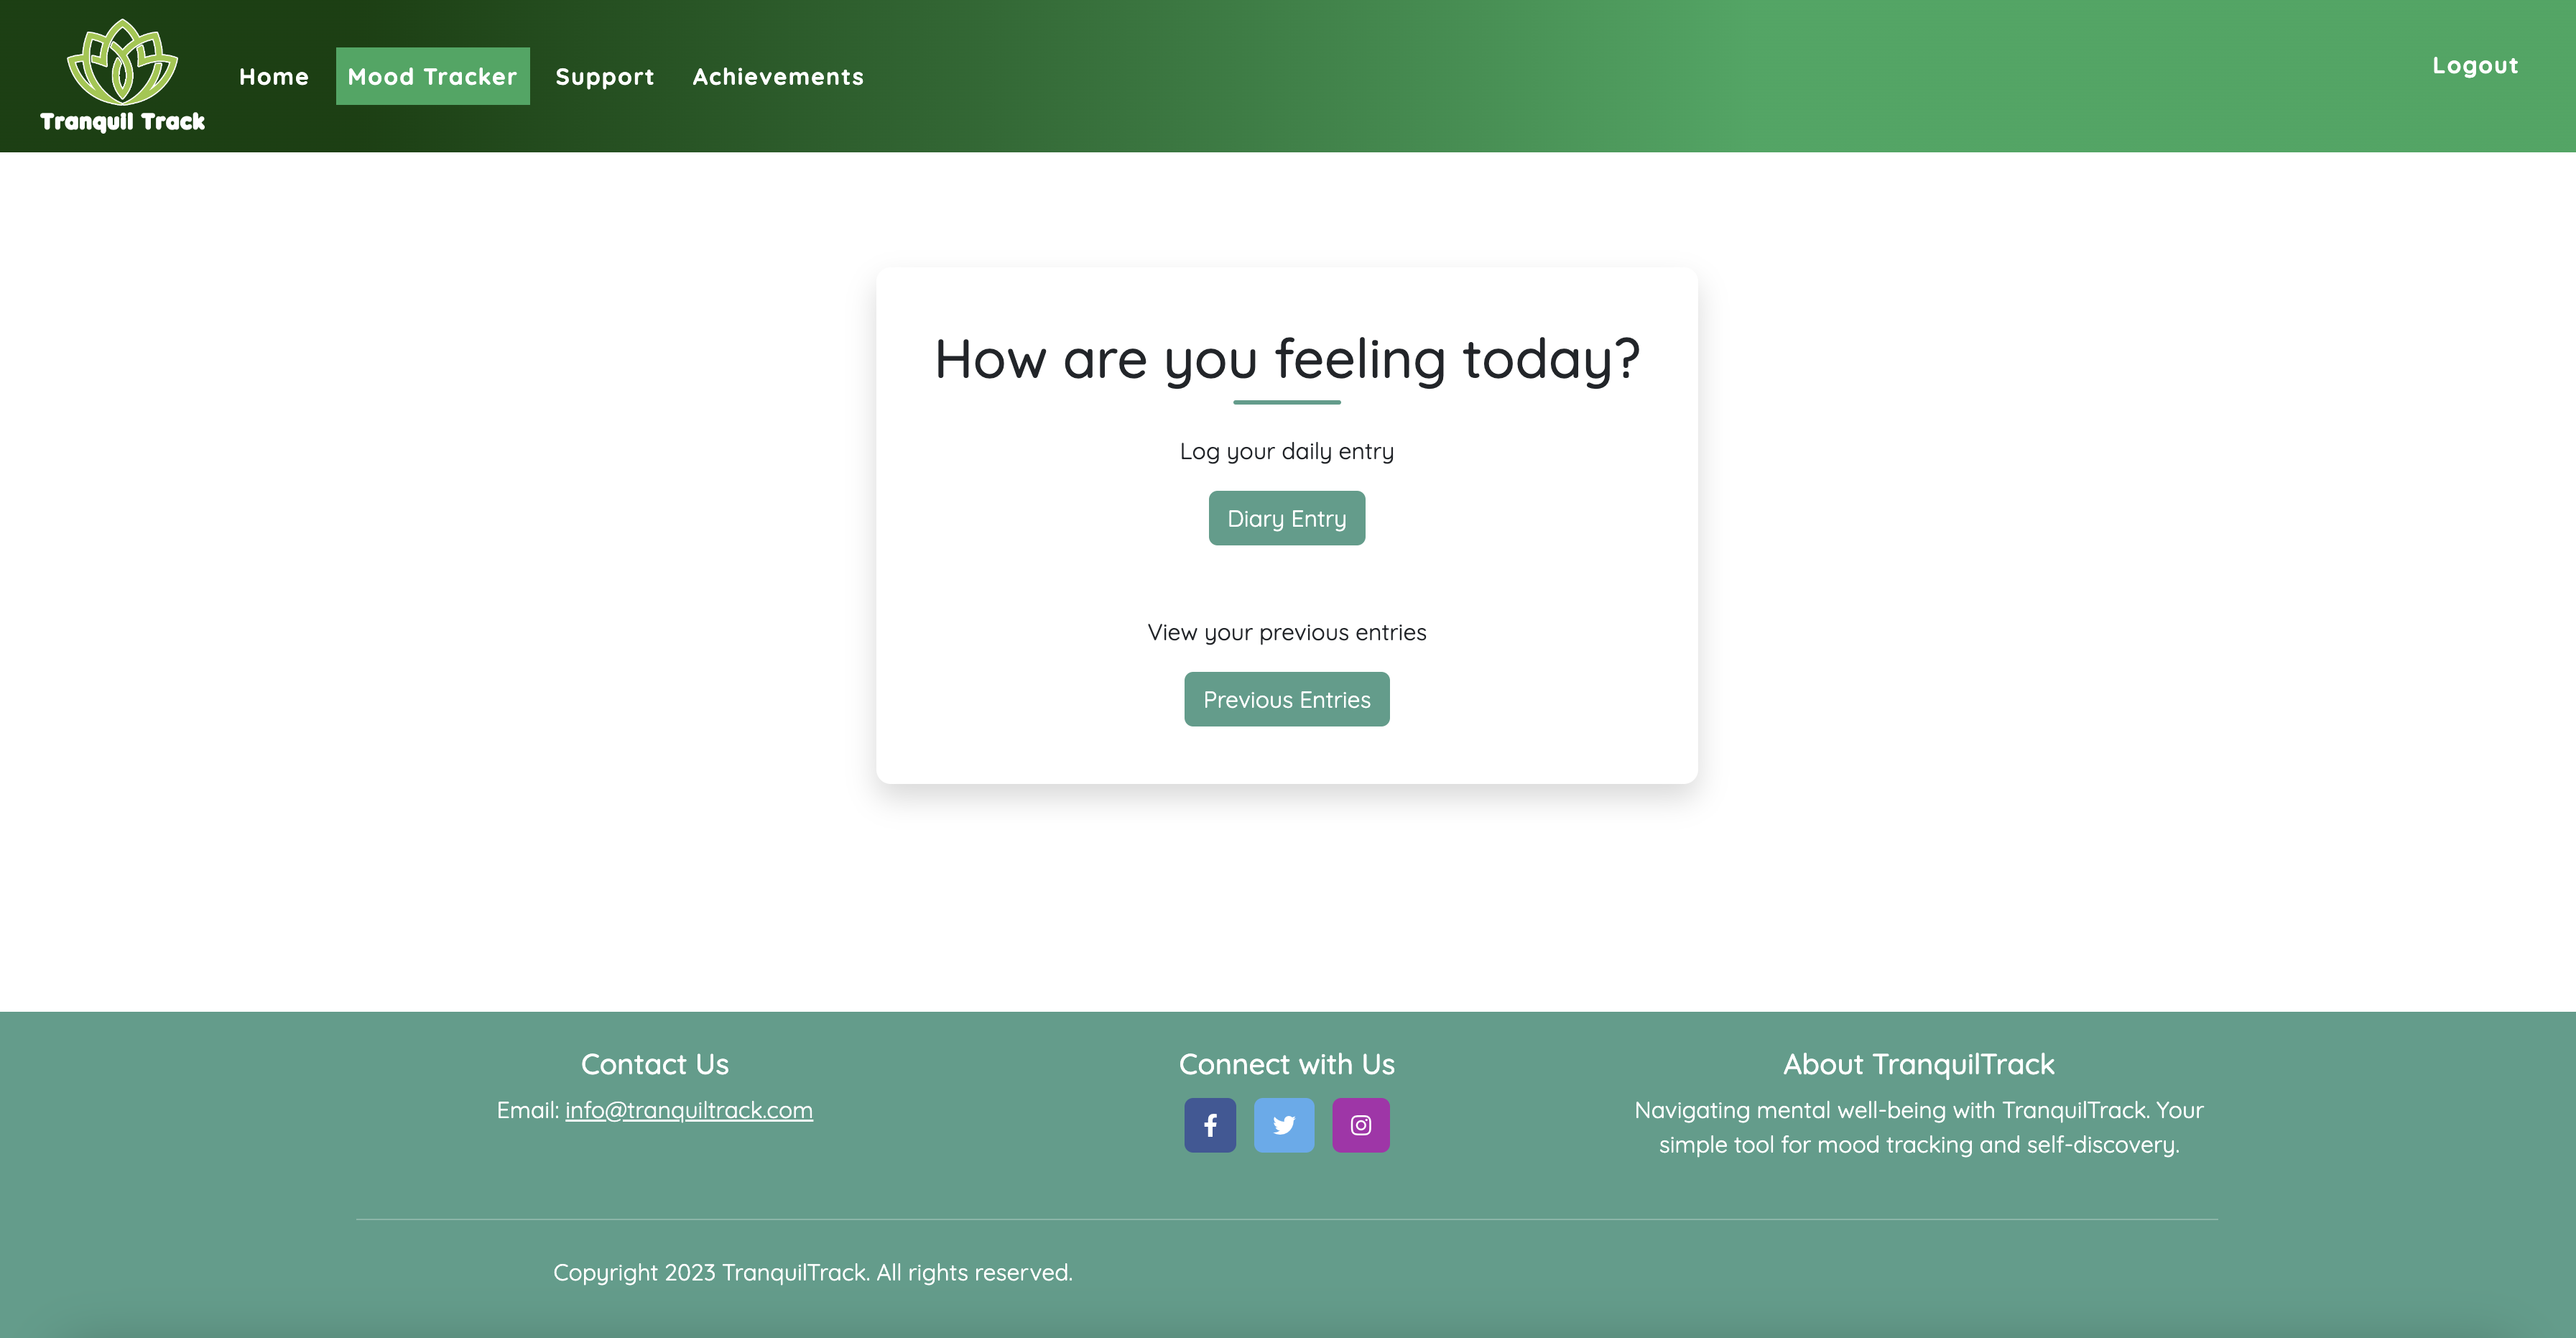 Tranquil Track
Home
Mood Tracker
Support
Achievements
Logout
How are you feeling today?
Log your daily entry
Diary Entry
View your previous entries
Previous Entries
Contact Us
Email: info@tranquiltrack.com
Connect with Us
About TranquilTrack
Navigating mental well-being with TranquilTrack. Your
simple tool for mood tracking and self-discovery.
Copyright 2023 TranquilTrack. All rights reserved.